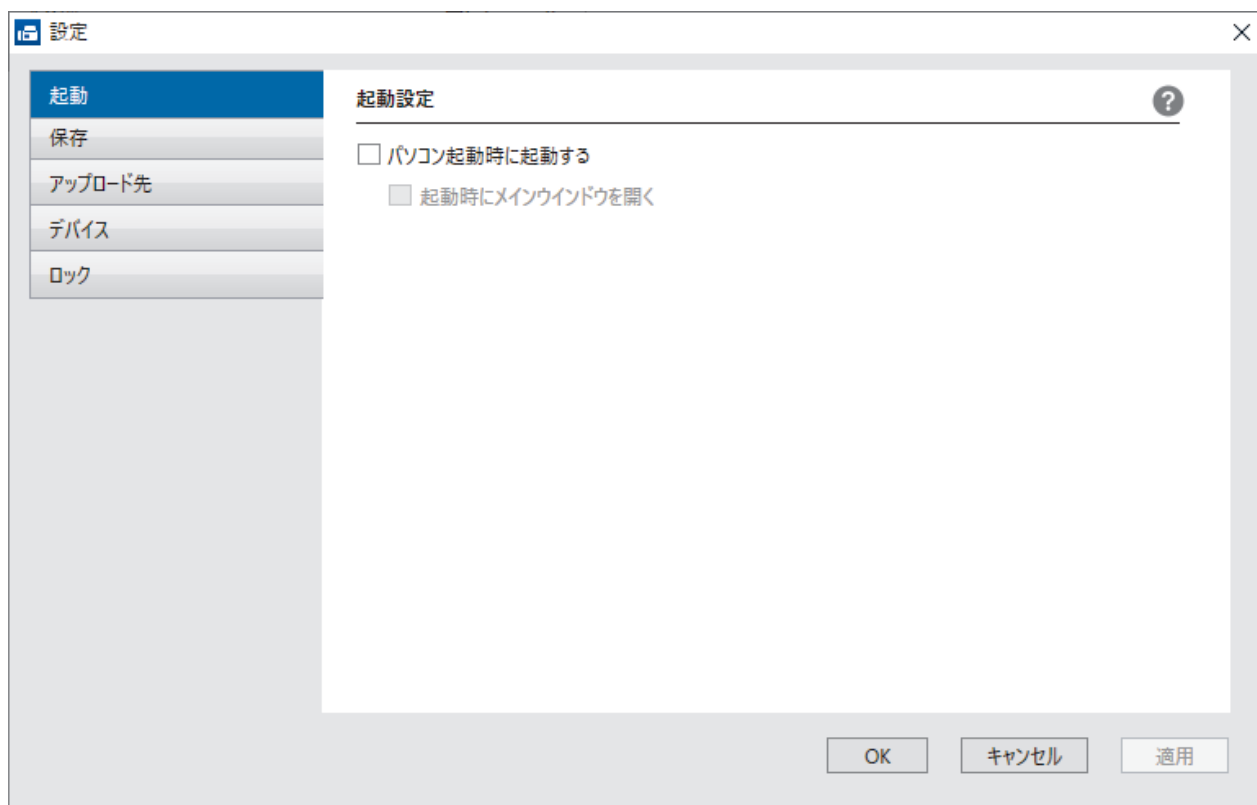 設定
起動
保存
アップロード先
デバイス
ロック
起動設定
?
パソコン起動時に起動する
起動時にメインウインドウを開く
OK
キャンセル
適用